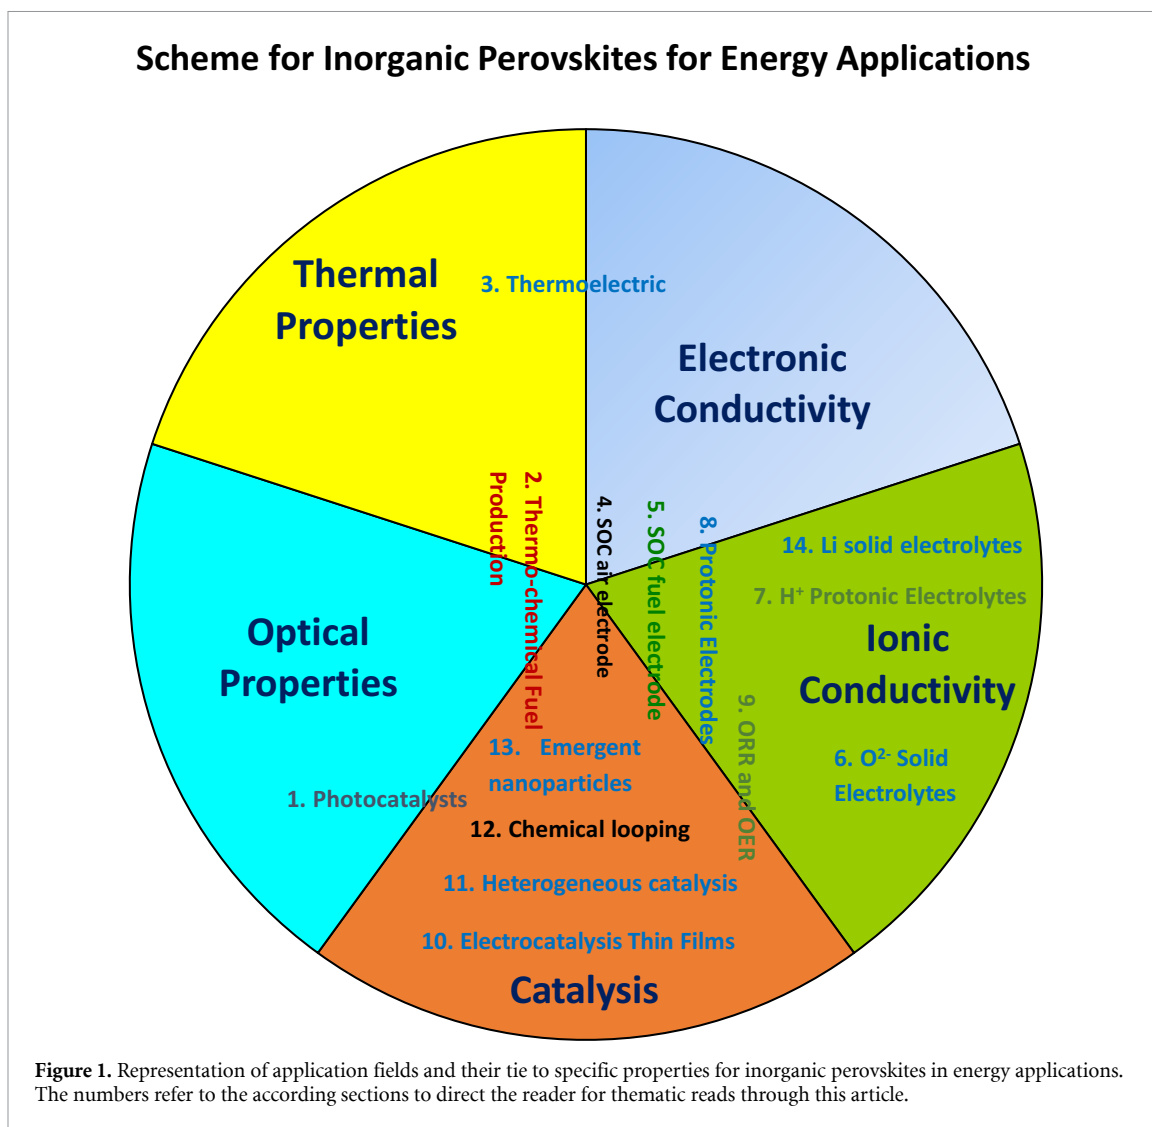 Scheme for Inorganic Perovskites for Energy Applications
Thermal
Properties
3. Thermoelectric
Electronic
Conductivity
2. Thermo-chemical Fuel
Production
4. SOC air electrode
5. SOC fuel electrode
8. Protonic Electrodes
14. Li solid electrolytes
7. H⁺ Protonic Electrolytes
Ionic
Conductivity
9. ORR and OER
6. O²⁻ Solid
Electrolytes
Optical
Properties
1. Photocatalysts
13. Emergent
nanoparticles
12. Chemical looping
11. Heterogeneous catalysis
10. Electrocatalysis Thin Films
Catalysis
Figure 1. Representation of application fields and their tie to specific properties for inorganic perovskites in energy applications.
The numbers refer to the according sections to direct the reader for thematic reads through this article.